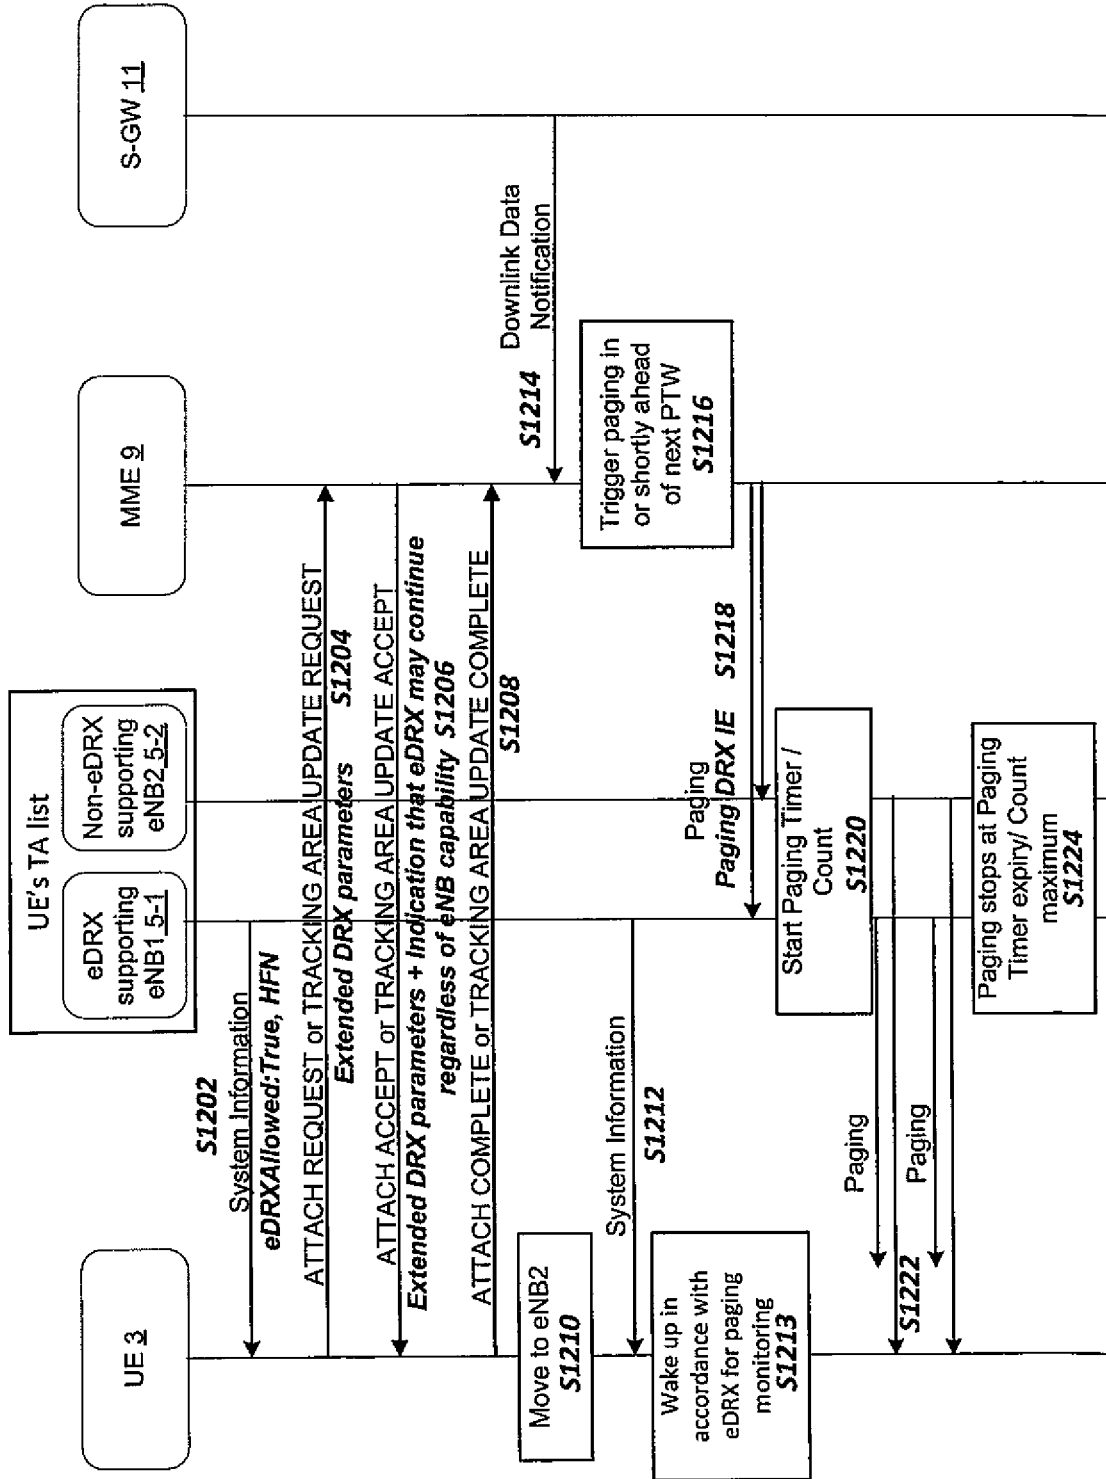 UE's TA list
UE 3
eDRX
supporting
eNB1 5-1
Non-eDRX
supporting
eNB2 5-2
MME 9
S-GW 11
S1202
System Information
eDRXAllowed:True, HFN
ATTACH REQUEST or TRACKING AREA UPDATE REQUEST
Extended DRX parameters S1204
ATTACH ACCEPT or TRACKING AREA UPDATE ACCEPT
Extended DRX parameters + Indication that eDRX may continue
regardless of eNB capability S1206
ATTACH COMPLETE or TRACKING AREA UPDATE COMPLETE
S1208
Move to eNB2
S1210
S1214
Downlink Data
Notification
System Information
S1212
Trigger paging in
or shortly ahead
of next PTW
S1216
Wake up in
accordance with
eDRX for paging
monitoring
S1213
Paging
Paging DRX IE S1218
Start Paging Timer /
Count
S1220
Paging
S1222
Paging
Paging stops at Paging
Timer expiry/ Count
maximum
S1224